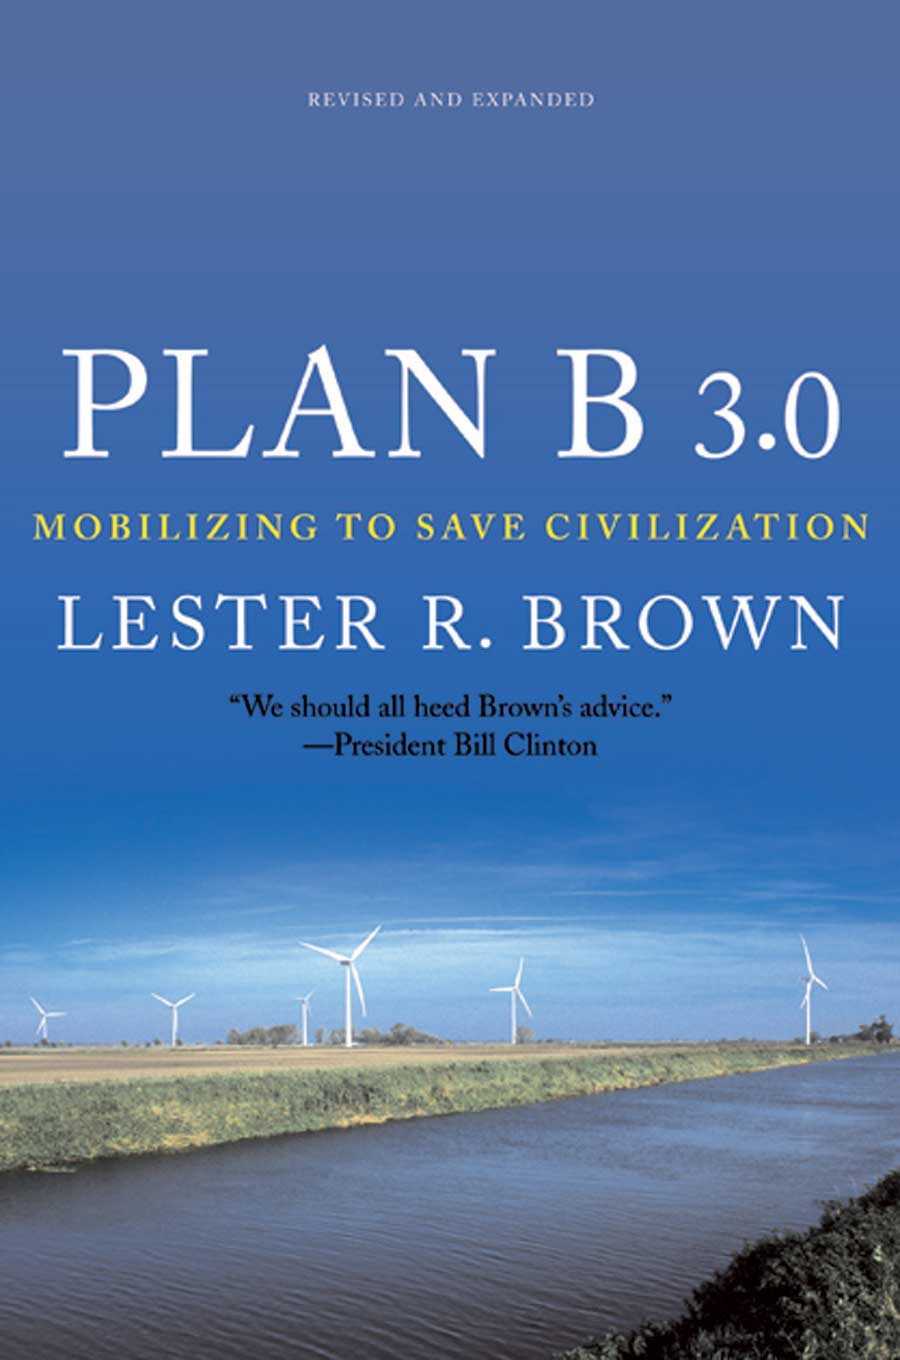 REVISED AND EXPANDED
PLAN B 3.0
MOBILIZING TO SAVE CIVILIZATION
LESTER R. BROWN
“We should all heed Brown’s advice.”
—President Bill Clinton